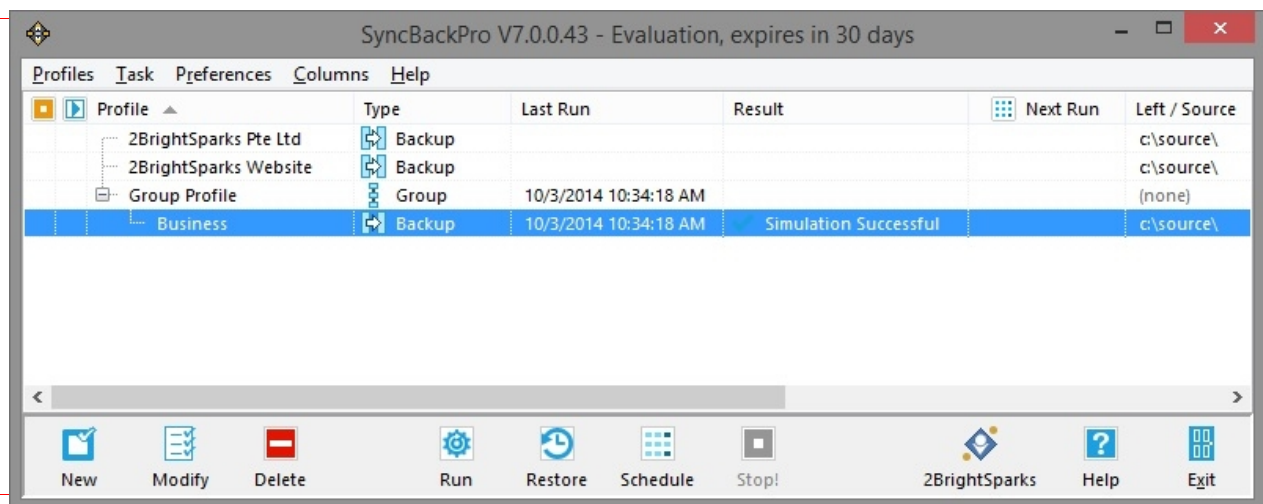 SyncBackPro V7.0.0.43 - Evaluation, expires in 30 days
Profiles Task Preferences Columns Help
Profile Type Last Run Result Next Run Left / Source
2BrightSparks Pte Ltd Backup c:\source\
2BrightSparks Website Backup c:\source\
Group Profile Group 10/3/2014 10:34:18 AM (none)
Business Backup 10/3/2014 10:34:18 AM Simulation Successful c:\source\
New Modify Delete Run Restore Schedule Stop! 2BrightSparks Help Exit